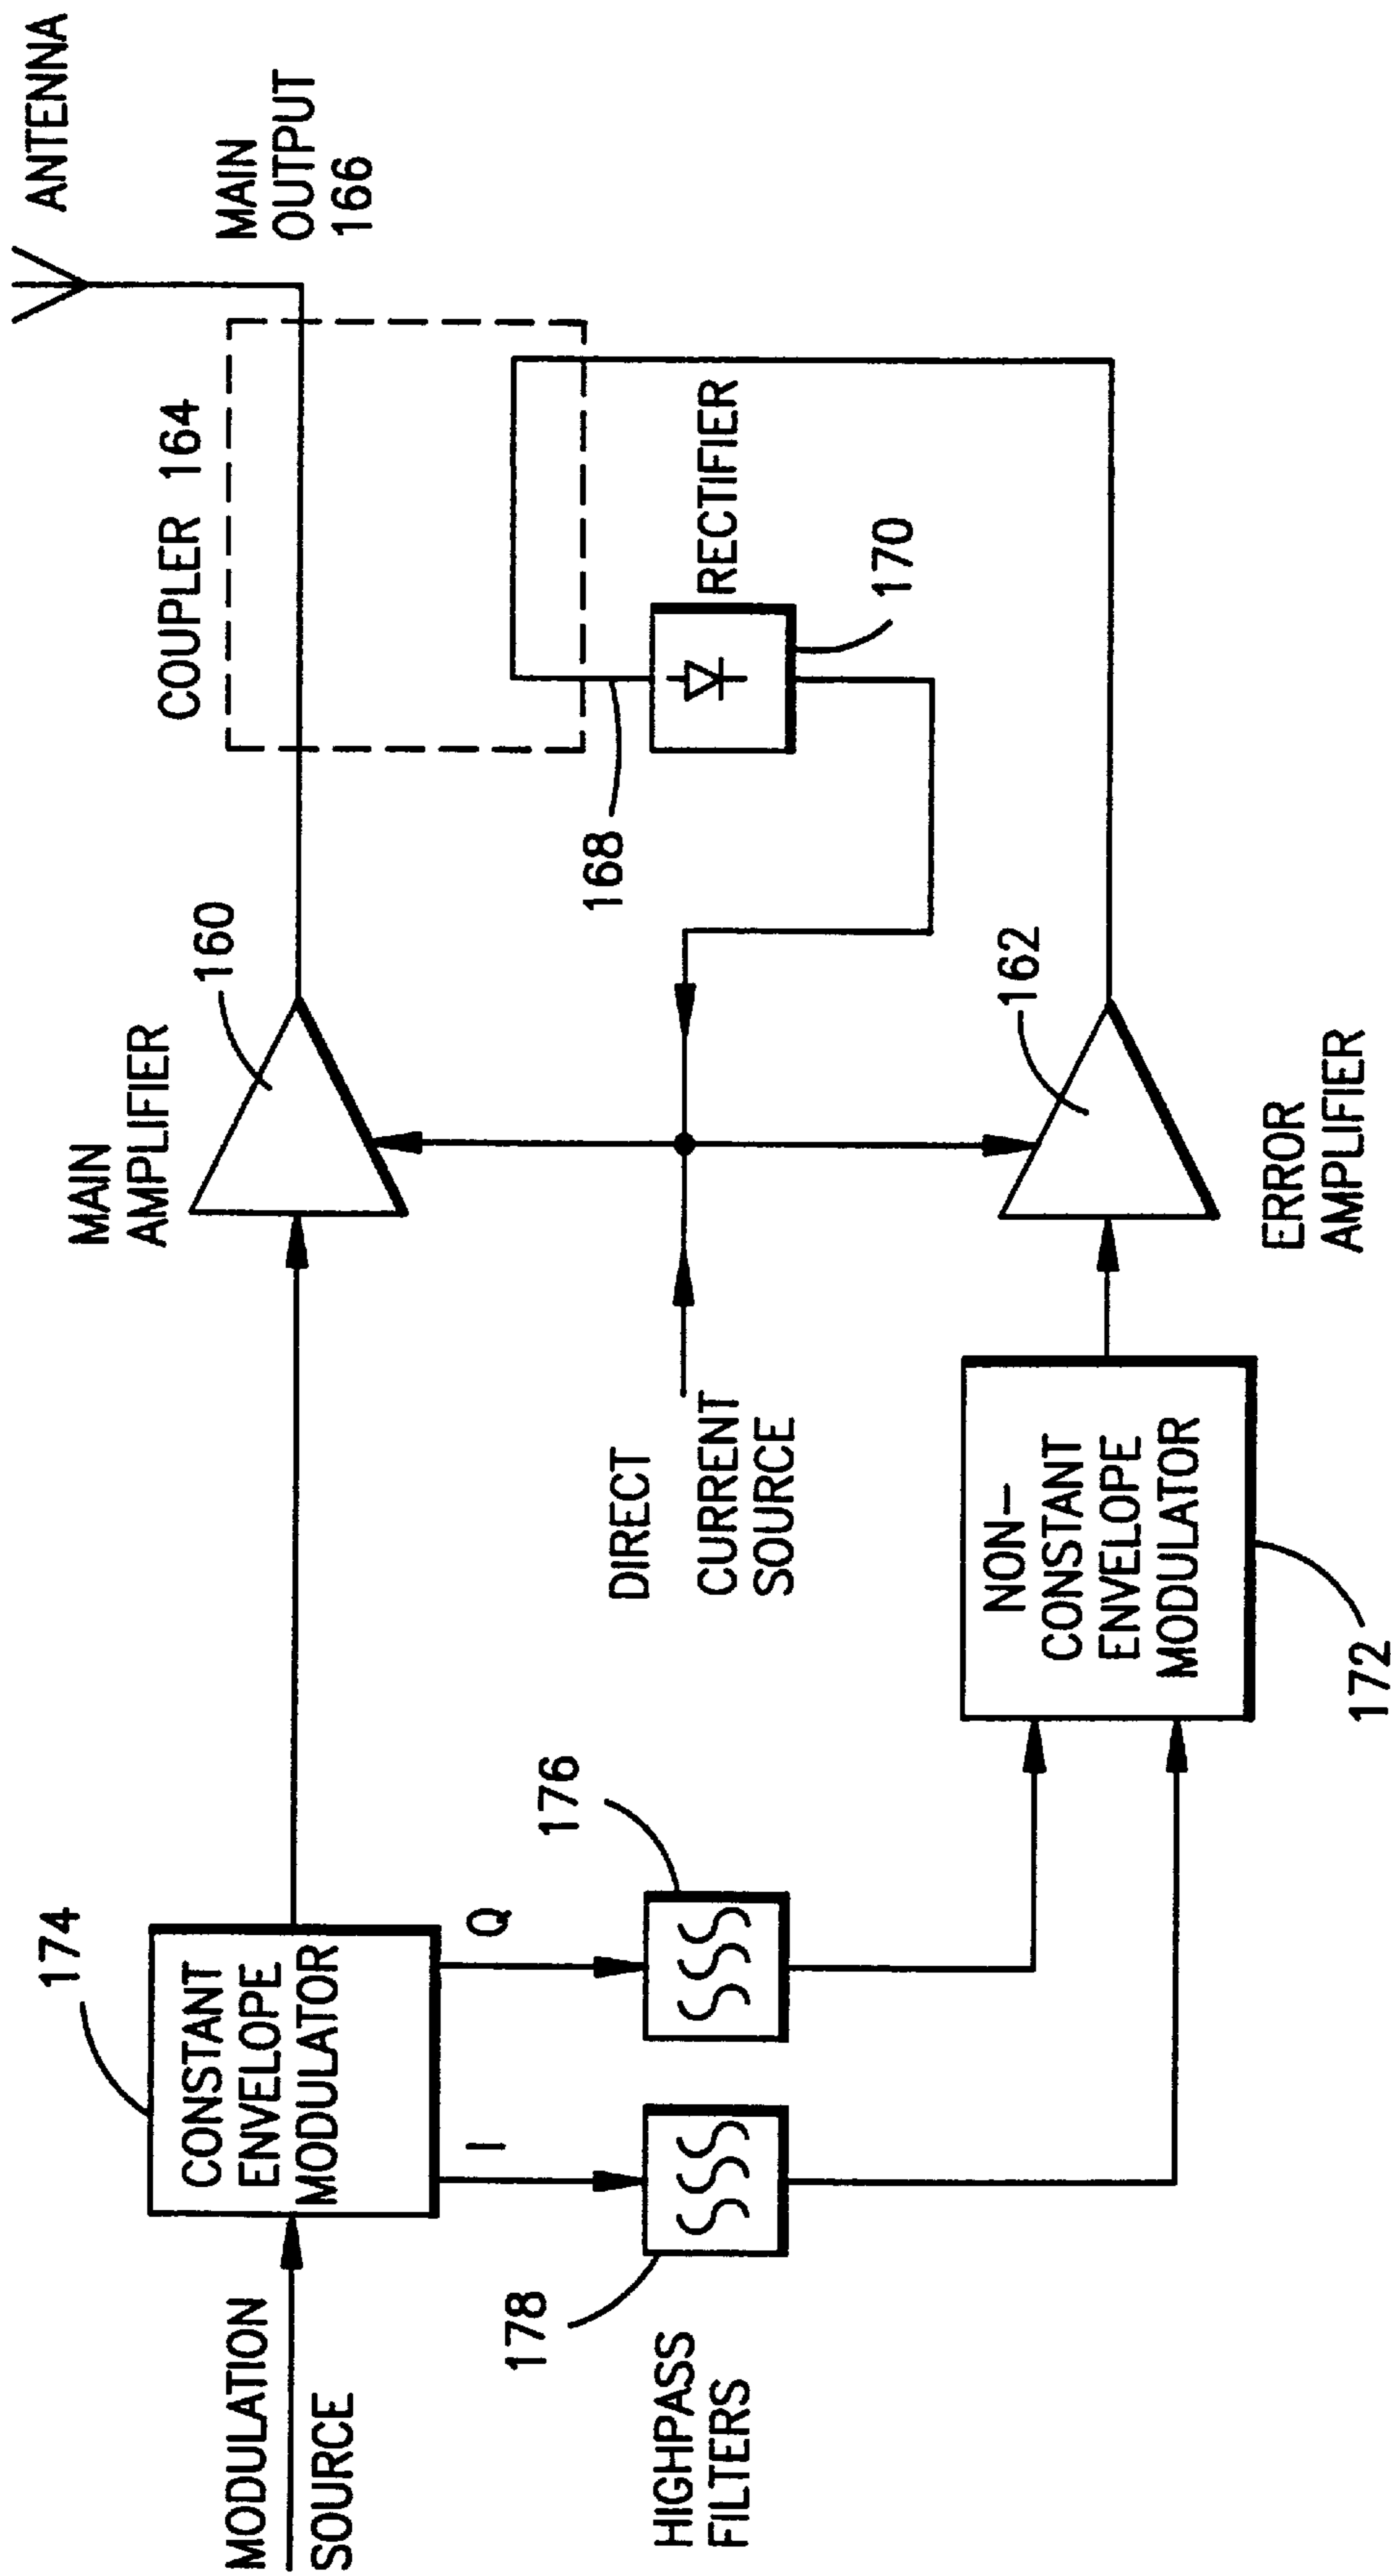 ANTENNA
MAIN
OUTPUT
166
COUPLER 164
RECTIFIER
170
168
160
MAIN
AMPLIFIER
162
ERROR
AMPLIFIER
DIRECT
CURRENT
SOURCE
NON-
CONSTANT
ENVELOPE
MODULATOR
172
174
CONSTANT
ENVELOPE
MODULATOR
Q
I
176
178
HIGHPASS
FILTERS
MODULATION
SOURCE